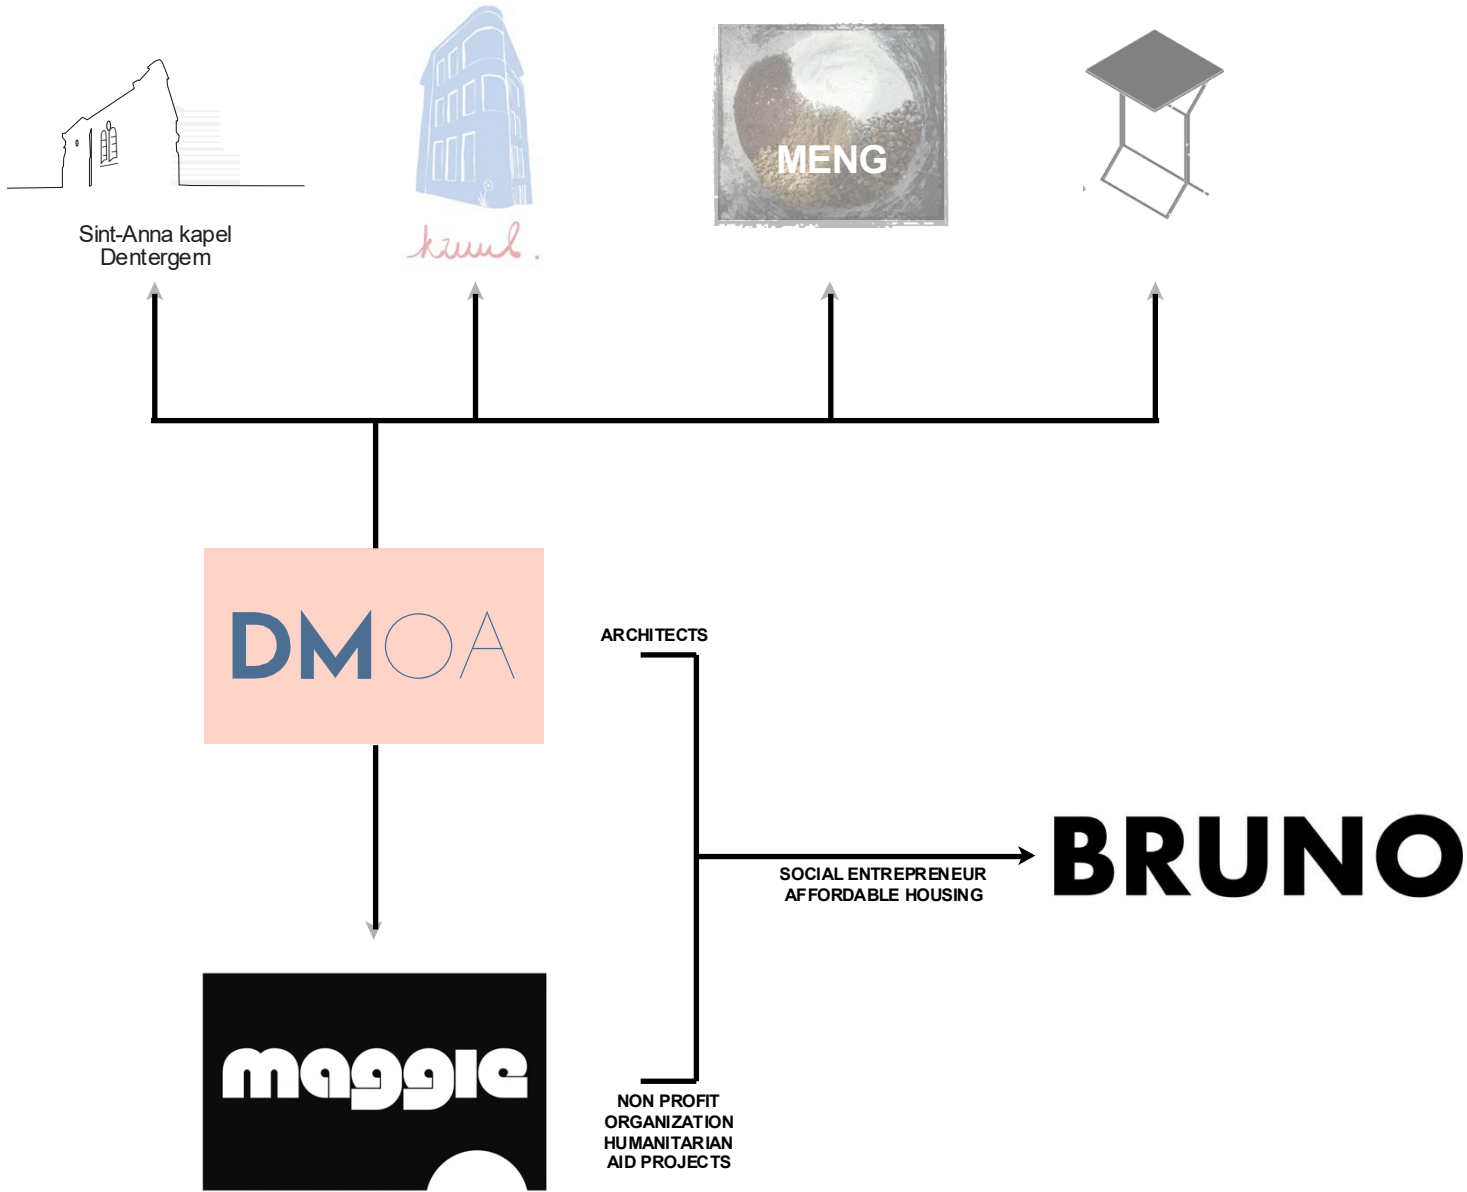 MENG
Sint-Anna kapel
Dentergem
DMOA
ARCHITECTS
SOCIAL ENTREPRENEUR
AFFORDABLE HOUSING
BRUNO
maggie
NON PROFIT
ORGANIZATION
HUMANITARIAN
AID PROJECTS